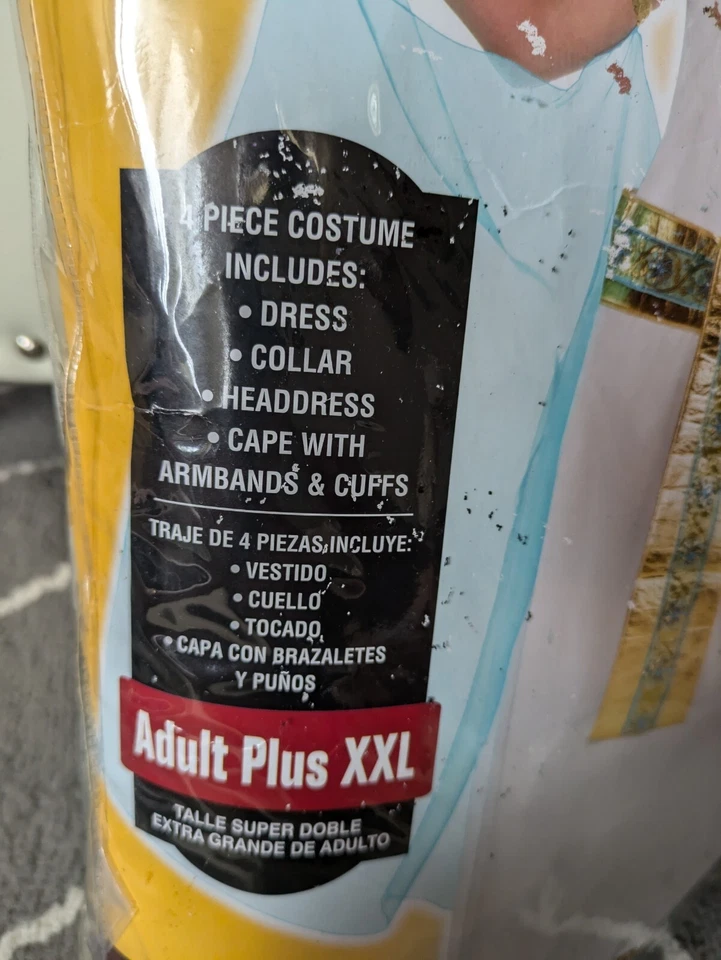 4 PIECE COSTUME
INCLUDES:
• DRESS
• COLLAR
• HEADDRESS
• CAPE WITH
ARMBANDS & CUFFS
TRAJE DE 4 PIEZAS INCLUYE:
• VESTIDO
• CUELLO
• TOCADO
• CAPA CON BRAZALETES
Y PUÑOS
Adult Plus XXL
TALLE SUPER DOBLE
EXTRA GRANDE DE ADULTO